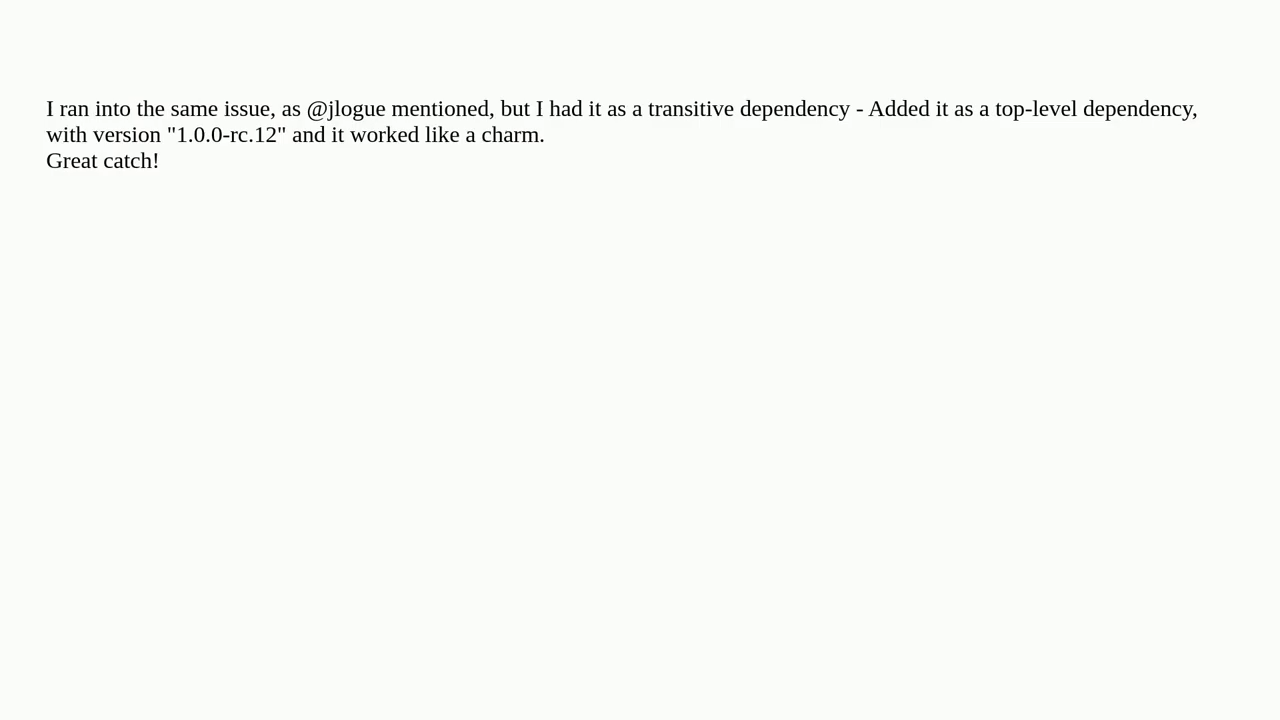 I ran into the same issue, as @jlogue mentioned, but I had it as a transitive dependency - Added it as a top-level dependency,
with version "1.0.0-rc.12" and it worked like a charm.
Great catch!